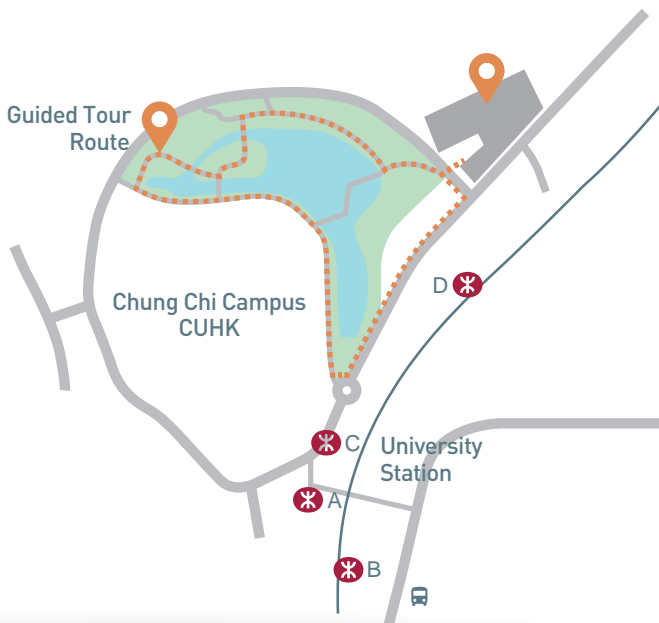 Guided Tour
Route
D
Chung Chi Campus
CUHK
C
University
Station
A
B